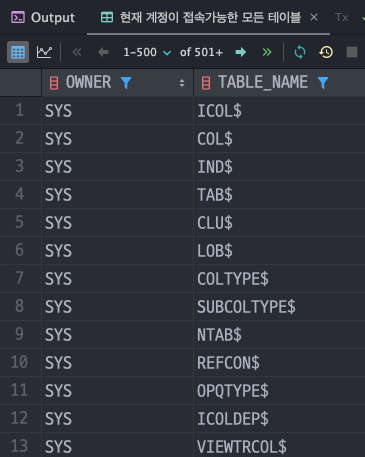 Output 현재 계정이 접속가능한 모든 테이블 × Tx
1-500 of 501+
OWNER TABLE_NAME
1 SYS ICOL$
2 SYS COL$
3 SYS IND$
4 SYS TAB$
5 SYS CLU$
6 SYS LOB$
7 SYS COLTYPE$
8 SYS SUBCOLTYPE$
9 SYS NTAB$
10 SYS REFCON$
11 SYS OPQTYPE$
12 SYS ICOLDEP$
13 SYS VIEWTRCOL$